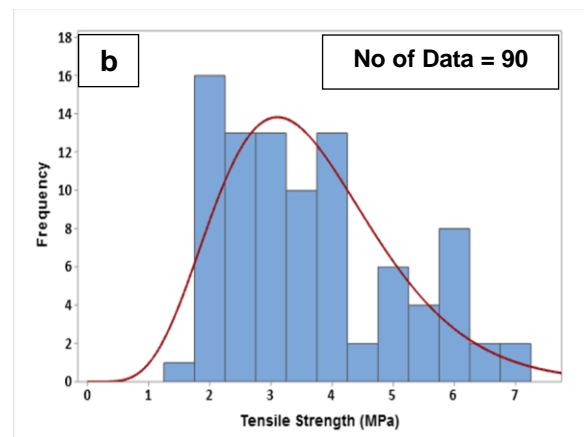 b
No of Data = 90
Frequency
18
16
14
12
10
8
6
4
2
0
0 1 2 3 4 5 6 7
Tensile Strength (MPa)